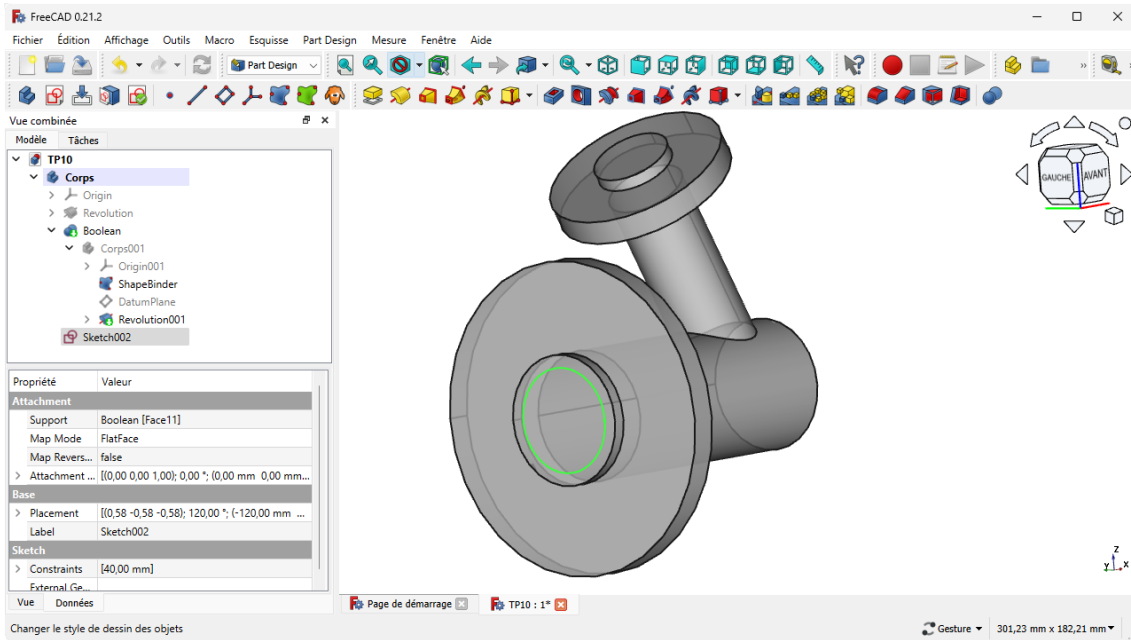 FreeCAD 0.21.2
Fichier Édition Affichage Outils Macro Esquisse Part Design Mesure Fenêtre Aide
Part Design
»
»
Vue combinée
Modèle Tâches
TP10
Corps
Origin
Revolution
Boolean
Corps001
Origin001
ShapeBinder
DatumPlane
Revolution001
Sketch002
Propriété Valeur
Attachment
Support Boolean [Face11]
Map Mode FlatFace
Map Revers... false
Attachment ... [(0,00 0,00 1,00); 0,00 °; (0,00 mm 0,00 mm...
Base
Placement [(0,58 -0,58 -0,58); 120,00 °; (-120,00 mm ...
Label Sketch002
Sketch
Constraints [40,00 mm]
External Ge...
Vue Données
GAUCHE AVANT
z
y x
Page de démarrage TP10 : 1*
Changer le style de dessin des objets Gesture 301,23 mm x 182,21 mm